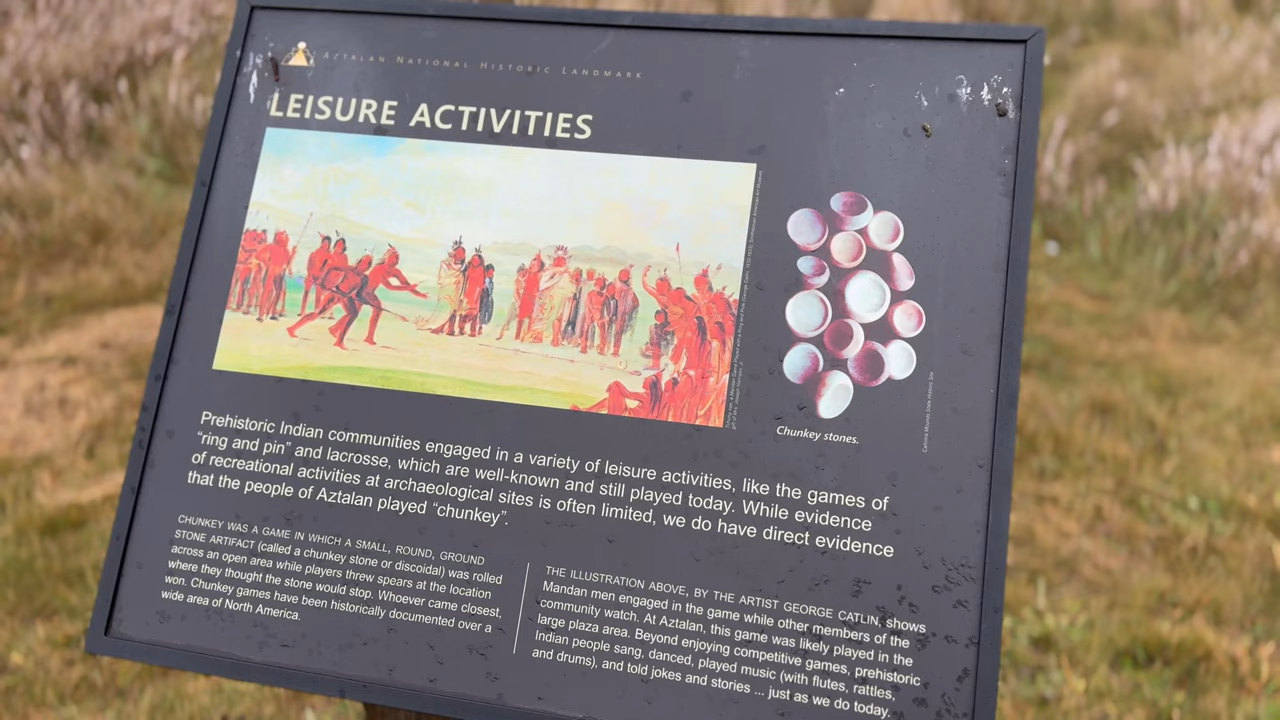 AZTALAN NATIONAL HISTORIC LANDMARK
LEISURE ACTIVITIES
Chunkey stones.
Cahokia Mounds State Historic Site
Prehistoric Indian communities engaged in a variety of leisure activities, like the games of
“ring and pin” and lacrosse, which are well-known and still played today. While evidence
of recreational activities at archaeological sites is often limited, we do have direct evidence
that the people of Aztalan played “chunkey”.
CHUNKEY WAS A GAME IN WHICH A SMALL, ROUND, GROUND
STONE ARTIFACT (called a chunkey stone or discoidal) was rolled
across an open area while players threw spears at the location
where they thought the stone would stop. Whoever came closest,
won. Chunkey games have been historically documented over a
wide area of North America.
THE ILLUSTRATION ABOVE, BY THE ARTIST GEORGE CATLIN, shows
Mandan men engaged in the game while other members of the
community watch. At Aztalan, this game was likely played in the
large plaza area. Beyond enjoying competitive games, prehistoric
Indian people sang, danced, played music (with flutes, rattles,
and drums), and told jokes and stories ... just as we do today.